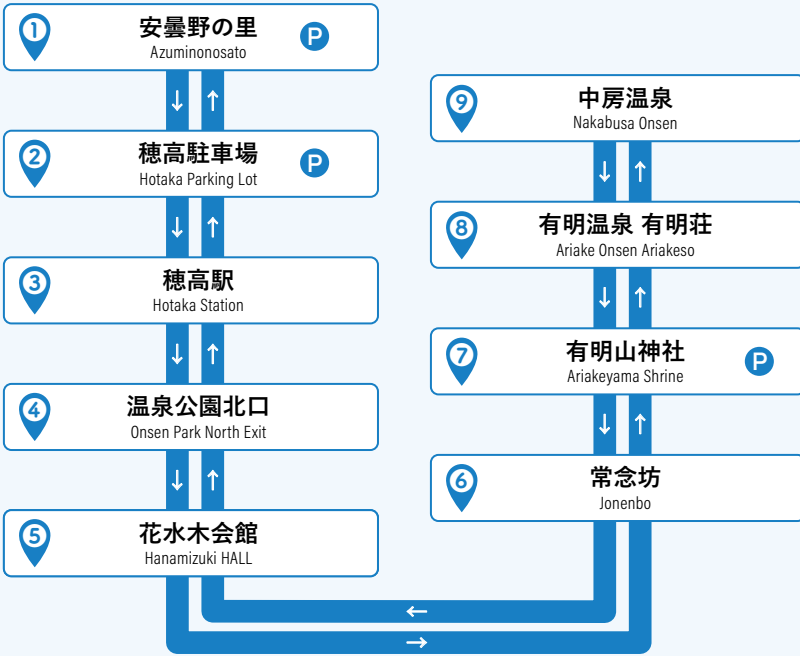 1
安曇野の里
P
Azuminonosato
↓ ↑
2
穂高駐車場
P
Hotaka Parking Lot
↓ ↑
3
穂高駅
Hotaka Station
↓ ↑
4
温泉公園北口
Onsen Park North Exit
↓ ↑
5
花水木会館
Hanamizuki HALL
9
中房温泉
Nakabusa Onsen
↓ ↑
8
有明温泉 有明荘
Ariake Onsen Ariakeso
↓ ↑
7
有明山神社
P
Ariakeyama Shrine
↓ ↑
6
常念坊
Jonenbo
←
→